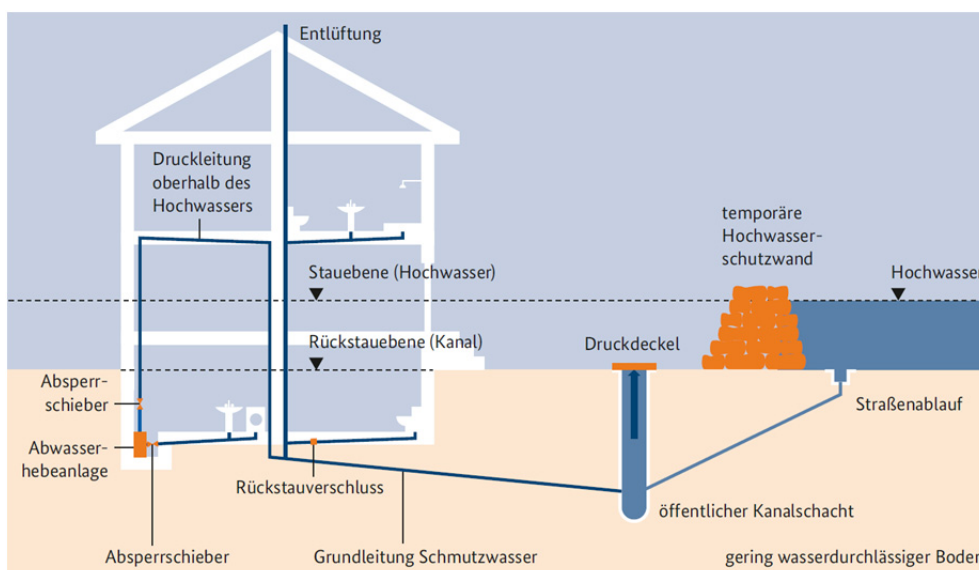 Entlüftung
Druckleitung
oberhalb des
Hochwassers
temporäre
Hochwasser-
schutzwand
Stauebene (Hochwasser)
Hochwasser
Rückstauebene (Kanal)
Druckdeckel
Absperr-
schieber
Straßenablauf
Abwasser-
hebeanlage
Rückstauverschluss
öffentlicher Kanalschacht
Absperrschieber
Grundleitung Schmutzwasser
gering wasserdurchlässiger Boden